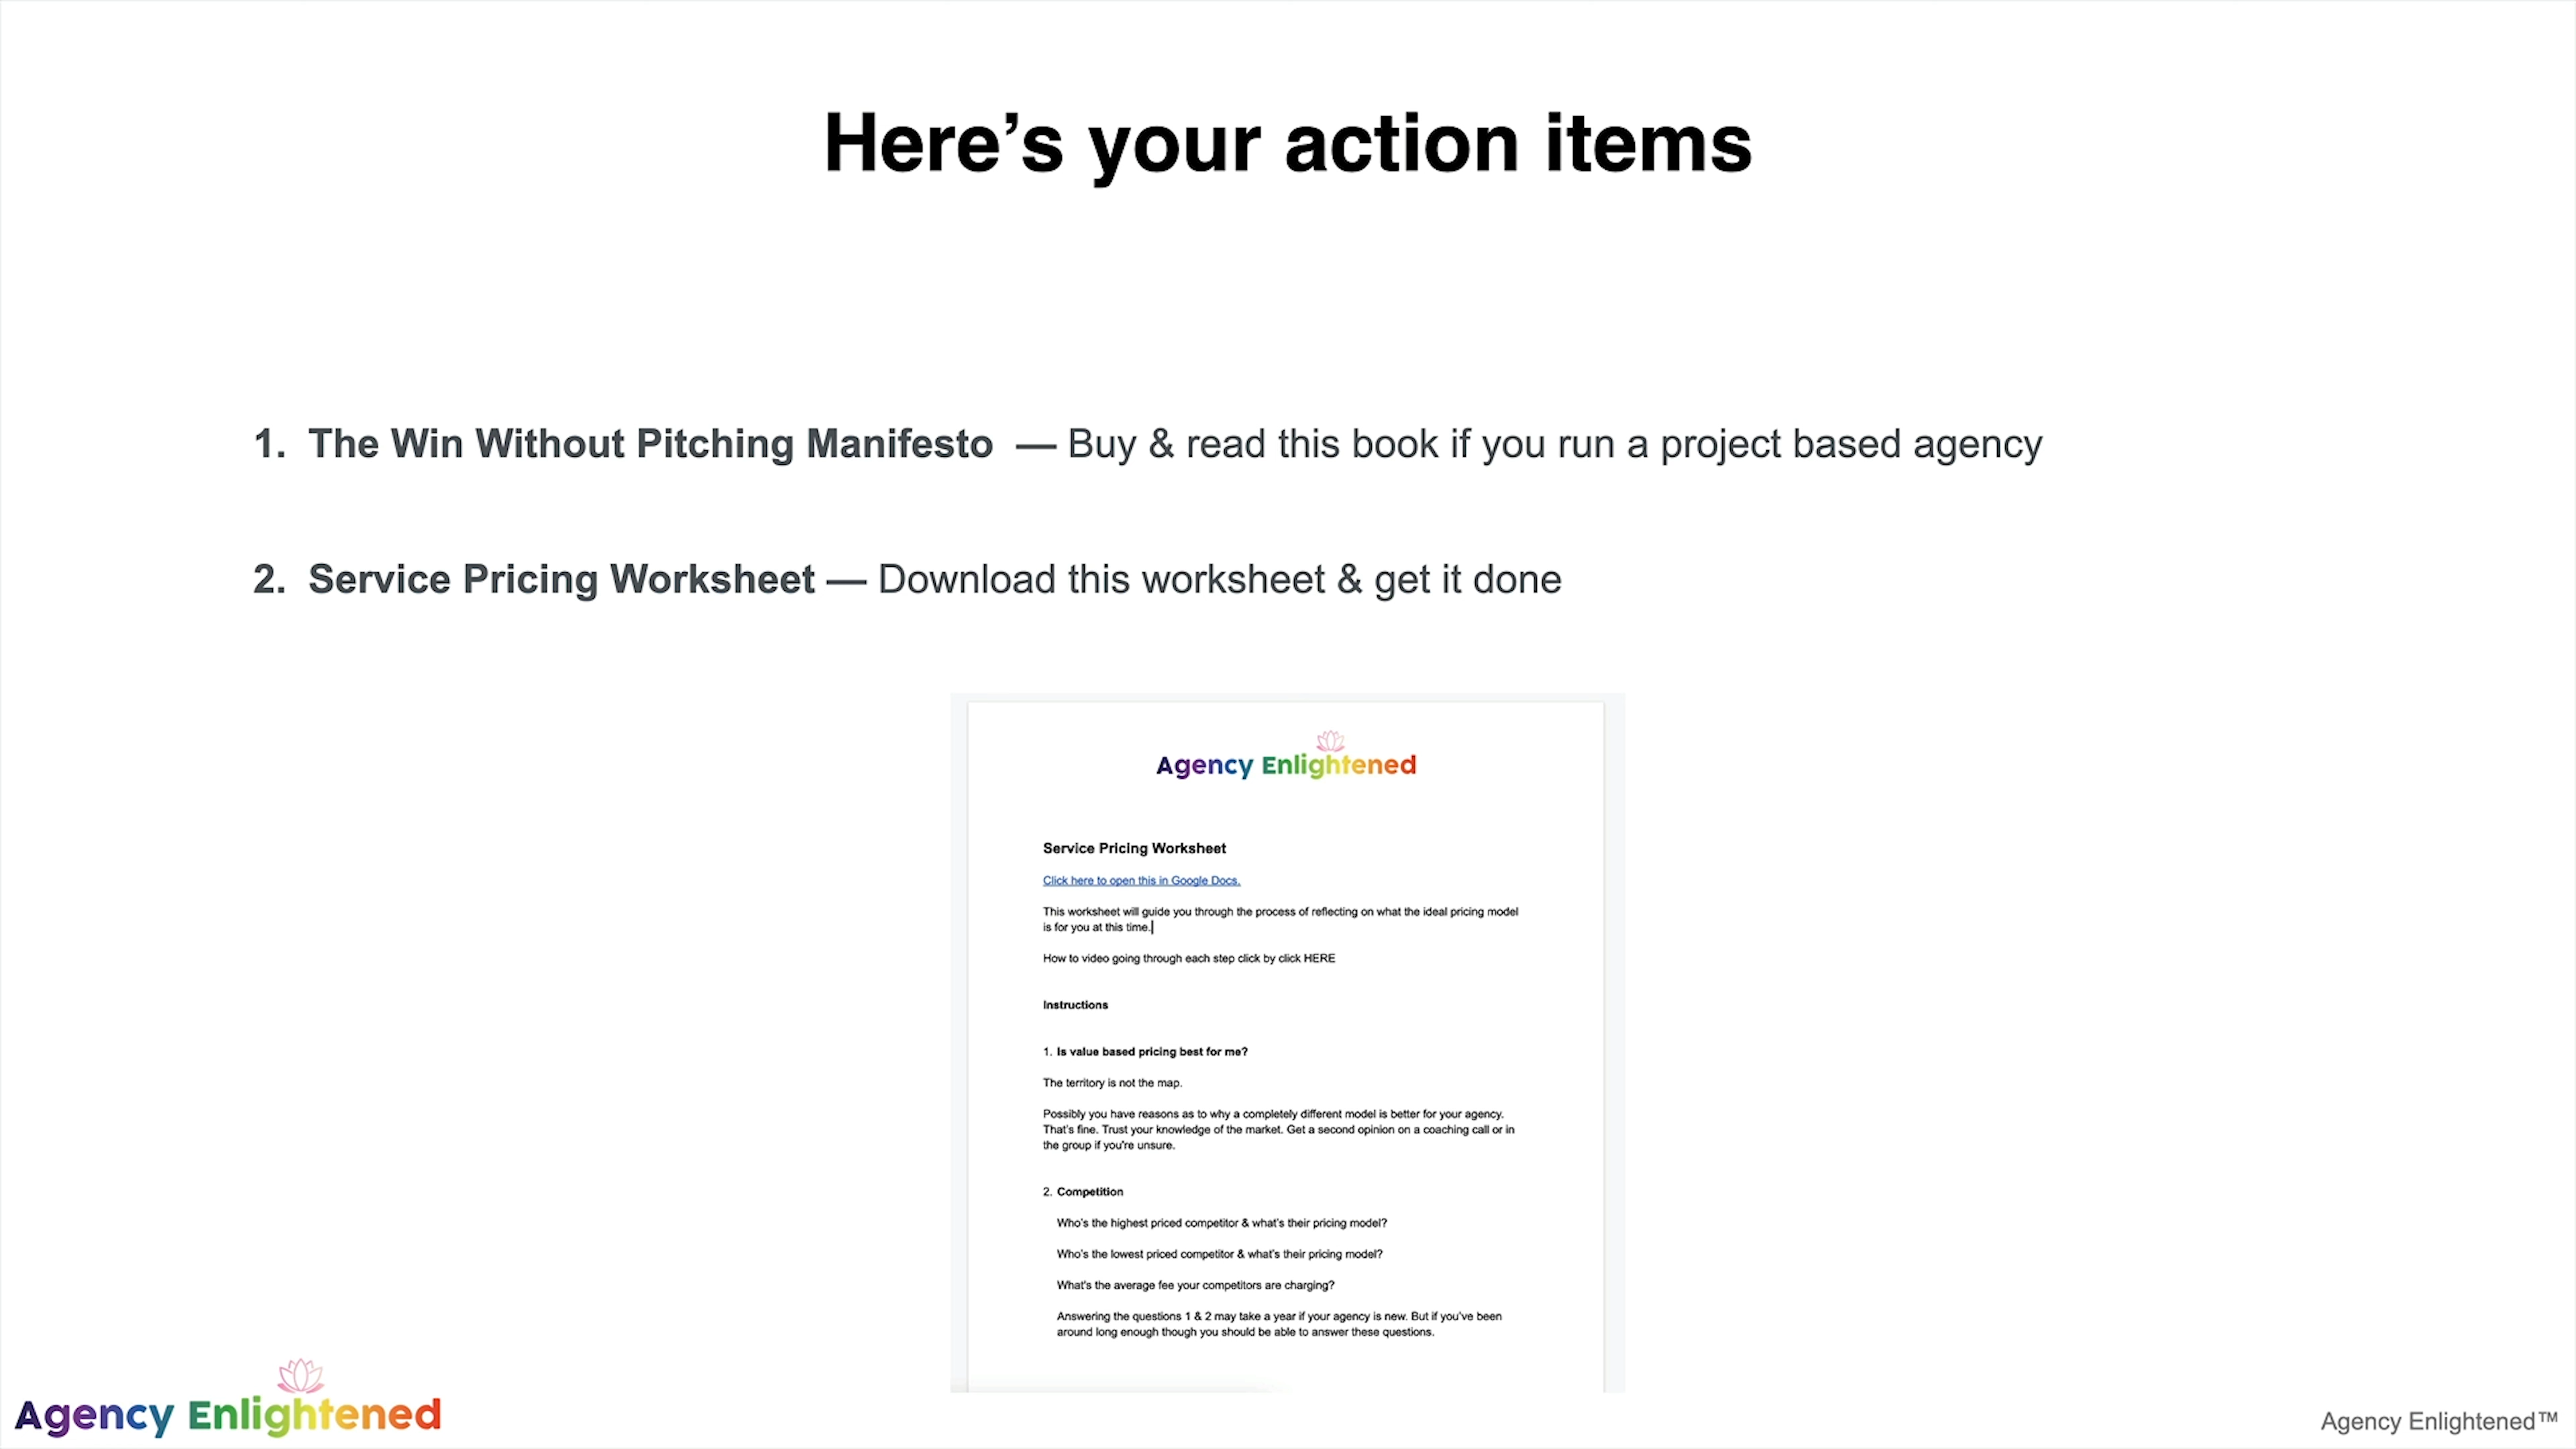 Here’s your action items
1. The Win Without Pitching Manifesto — Buy & read this book if you run a project based agency
2. Service Pricing Worksheet — Download this worksheet & get it done
Agency Enlightened
Service Pricing Worksheet
Click here to open this in Google Docs.
This worksheet will guide you through the process of reflecting on what the ideal pricing model
is for you at this time.
How to video going through each step click by click HERE
Instructions
1. Is value based pricing best for me?
The territory is not the map.
Possibly you have reasons as to why a completely different model is better for your agency.
That's fine. Trust your knowledge of the market. Get a second opinion on a coaching call or in
the group if you're unsure.
2. Competition
Who's the highest priced competitor & what's their pricing model?
Who's the lowest priced competitor & what's their pricing model?
What's the average fee your competitors are charging?
Answering the questions 1 & 2 may take a year if your agency is new. But if you've been
around long enough though you should be able to answer these questions.
Agency Enlightened
Agency Enlightened™